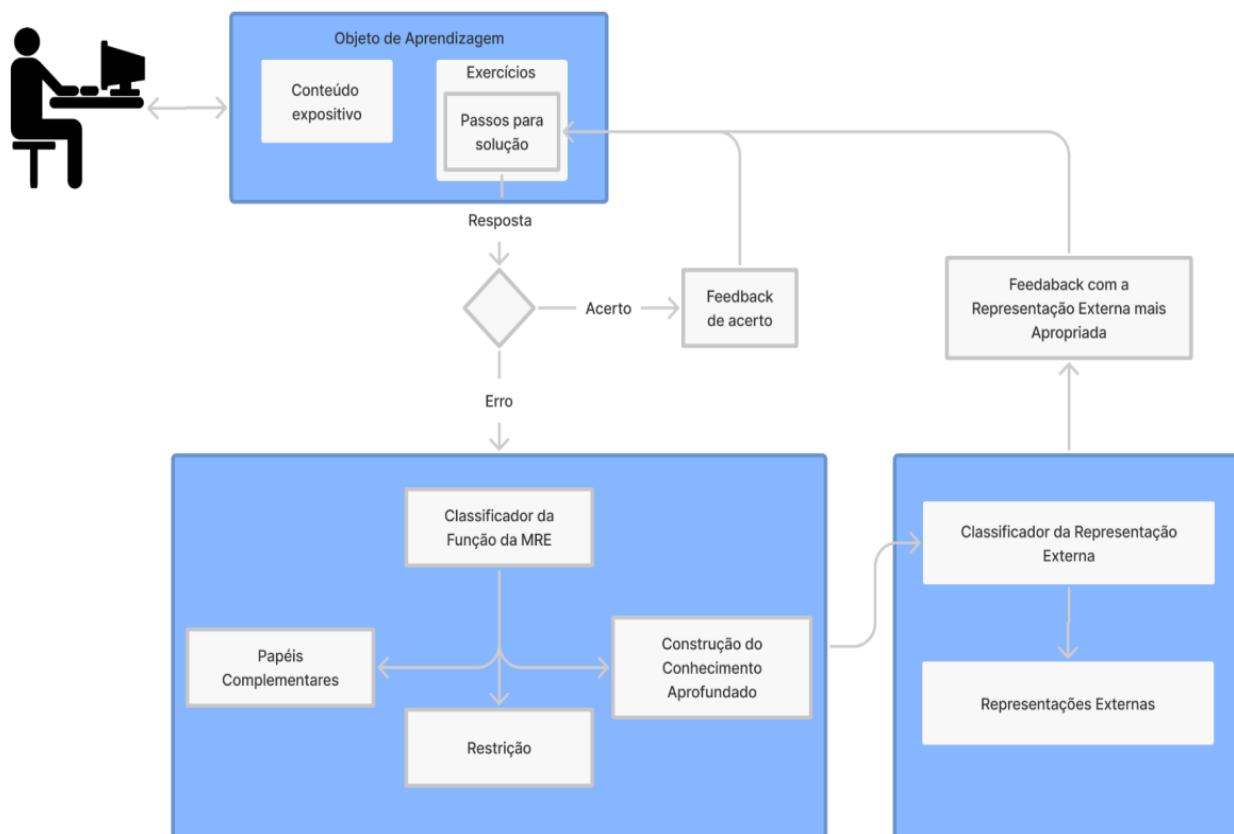 Objeto de Aprendizagem
Conteúdo
expositivo
Exercícios
Passos para
solução
Resposta
Acerto
Feedback
de acerto
Feedaback com a
Representação Externa mais
Apropriada
Erro
Classificador da
Função da MRE
Papéis
Complementares
Restrição
Construção do
Conhecimento
Aprofundado
Classificador da Representação
Externa
Representações Externas